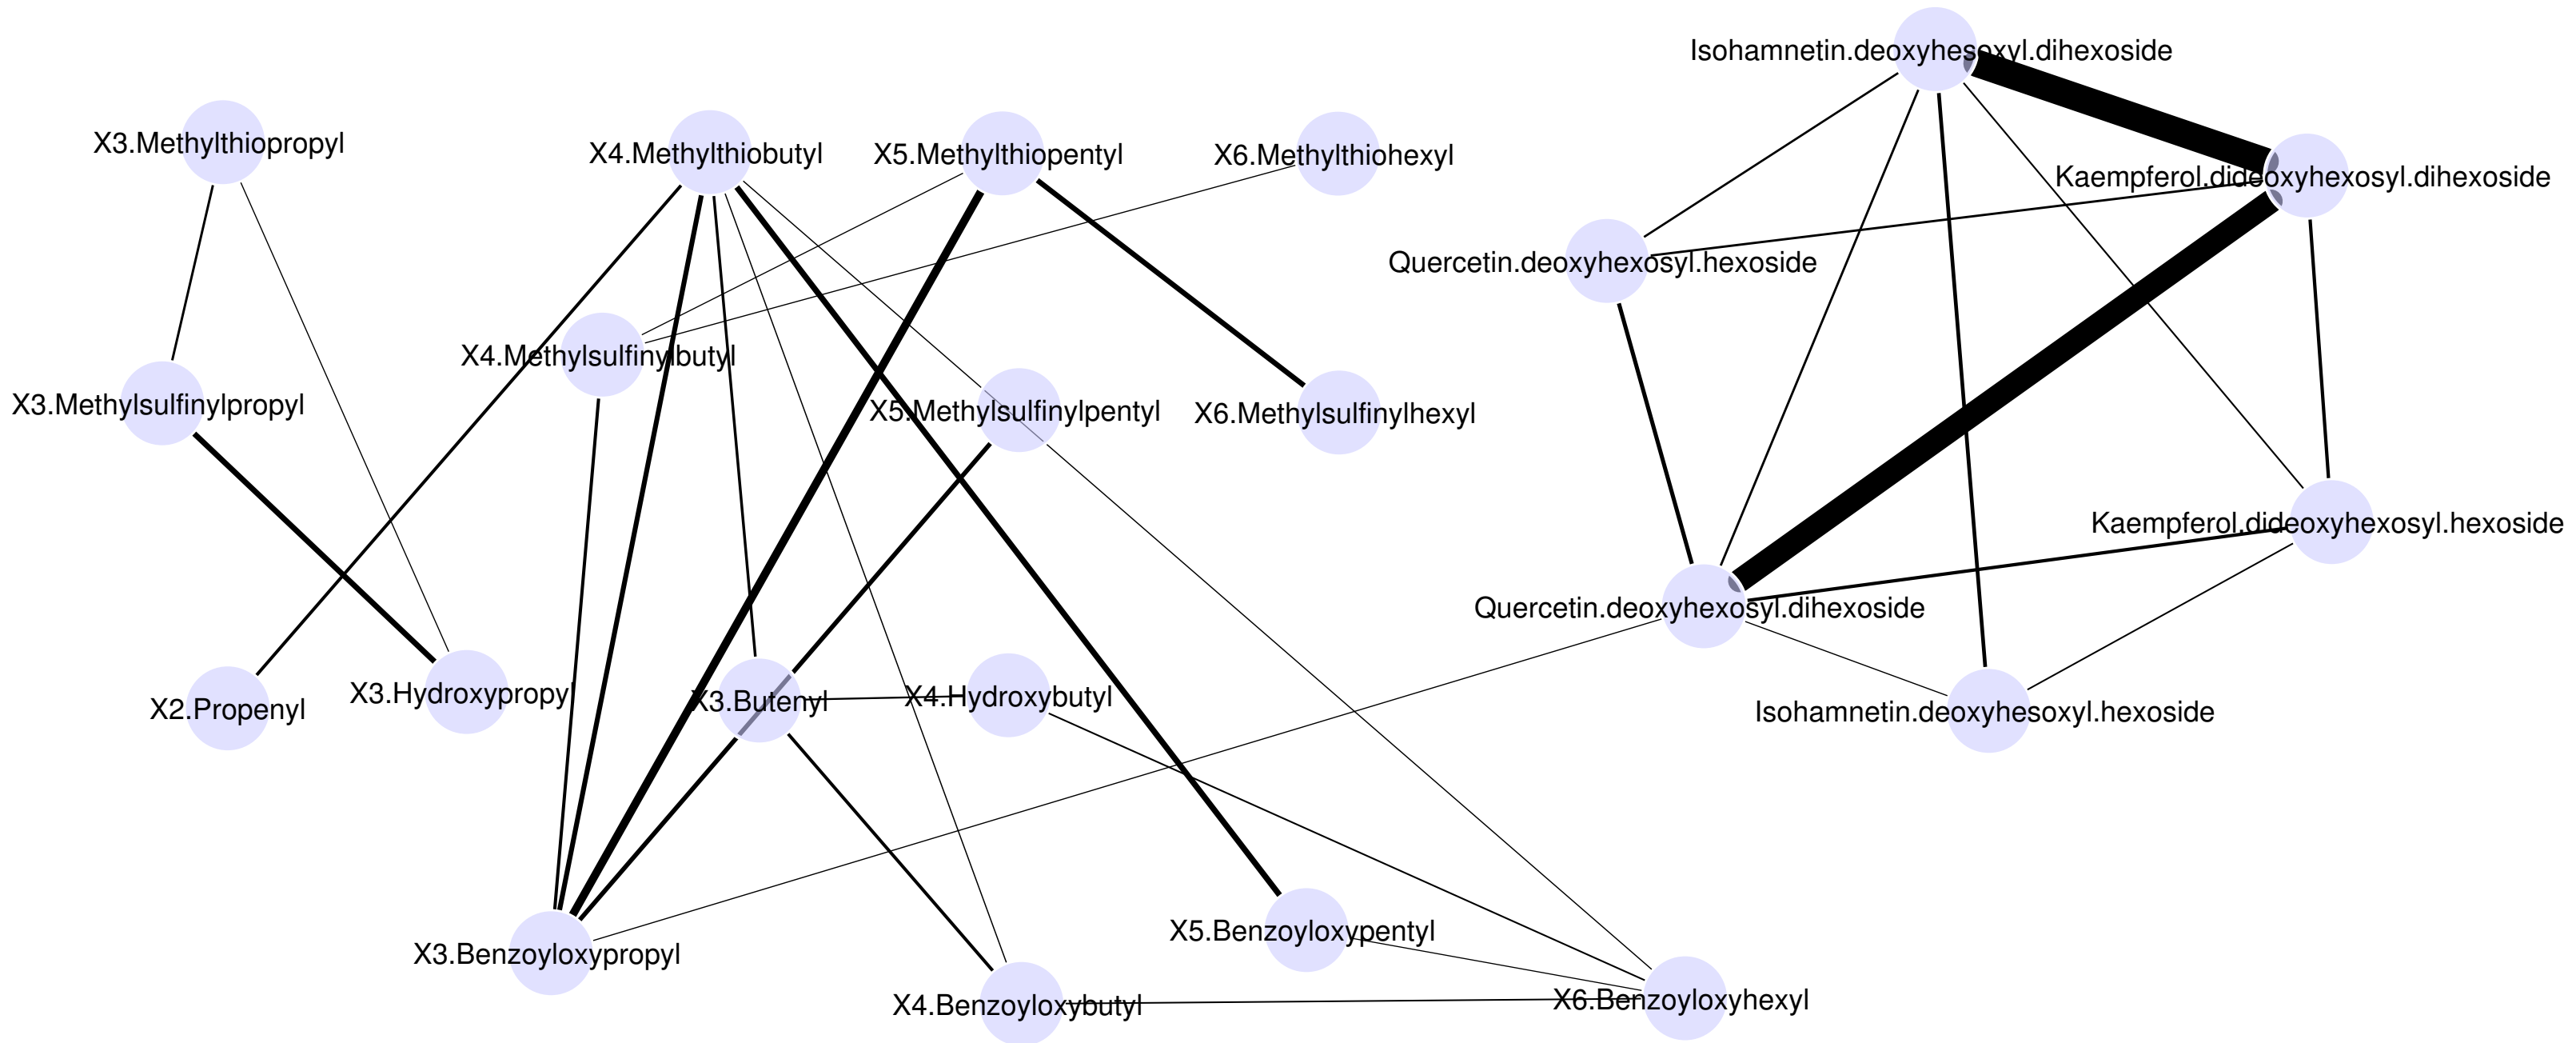 Isohamnetin.deoxyhesoxyl.dihexoside
X3.Methylthiopropyl
X4.Methylthiobutyl
X5.Methylthiopentyl
X6.Methylthiohexyl
Kaempferol.dideoxyhexosyl.dihexoside
Quercetin.deoxyhexosyl.hexoside
X4.Methylsulfinylbutyl
X3.Methylsulfinylpropyl
X5.Methylsulfinylpentyl
X6.Methylsulfinylhexyl
Kaempferol.dideoxyhexosyl.hexoside
Quercetin.deoxyhexosyl.dihexoside
X2.Propenyl
X3.Hydroxypropyl
X3.Butenyl
X4.Hydroxybutyl
Isohamnetin.deoxyhesoxyl.hexoside
X3.Benzoyloxypropyl
X5.Benzoyloxypentyl
X4.Benzoyloxybutyl
X6.Benzoyloxyhexyl